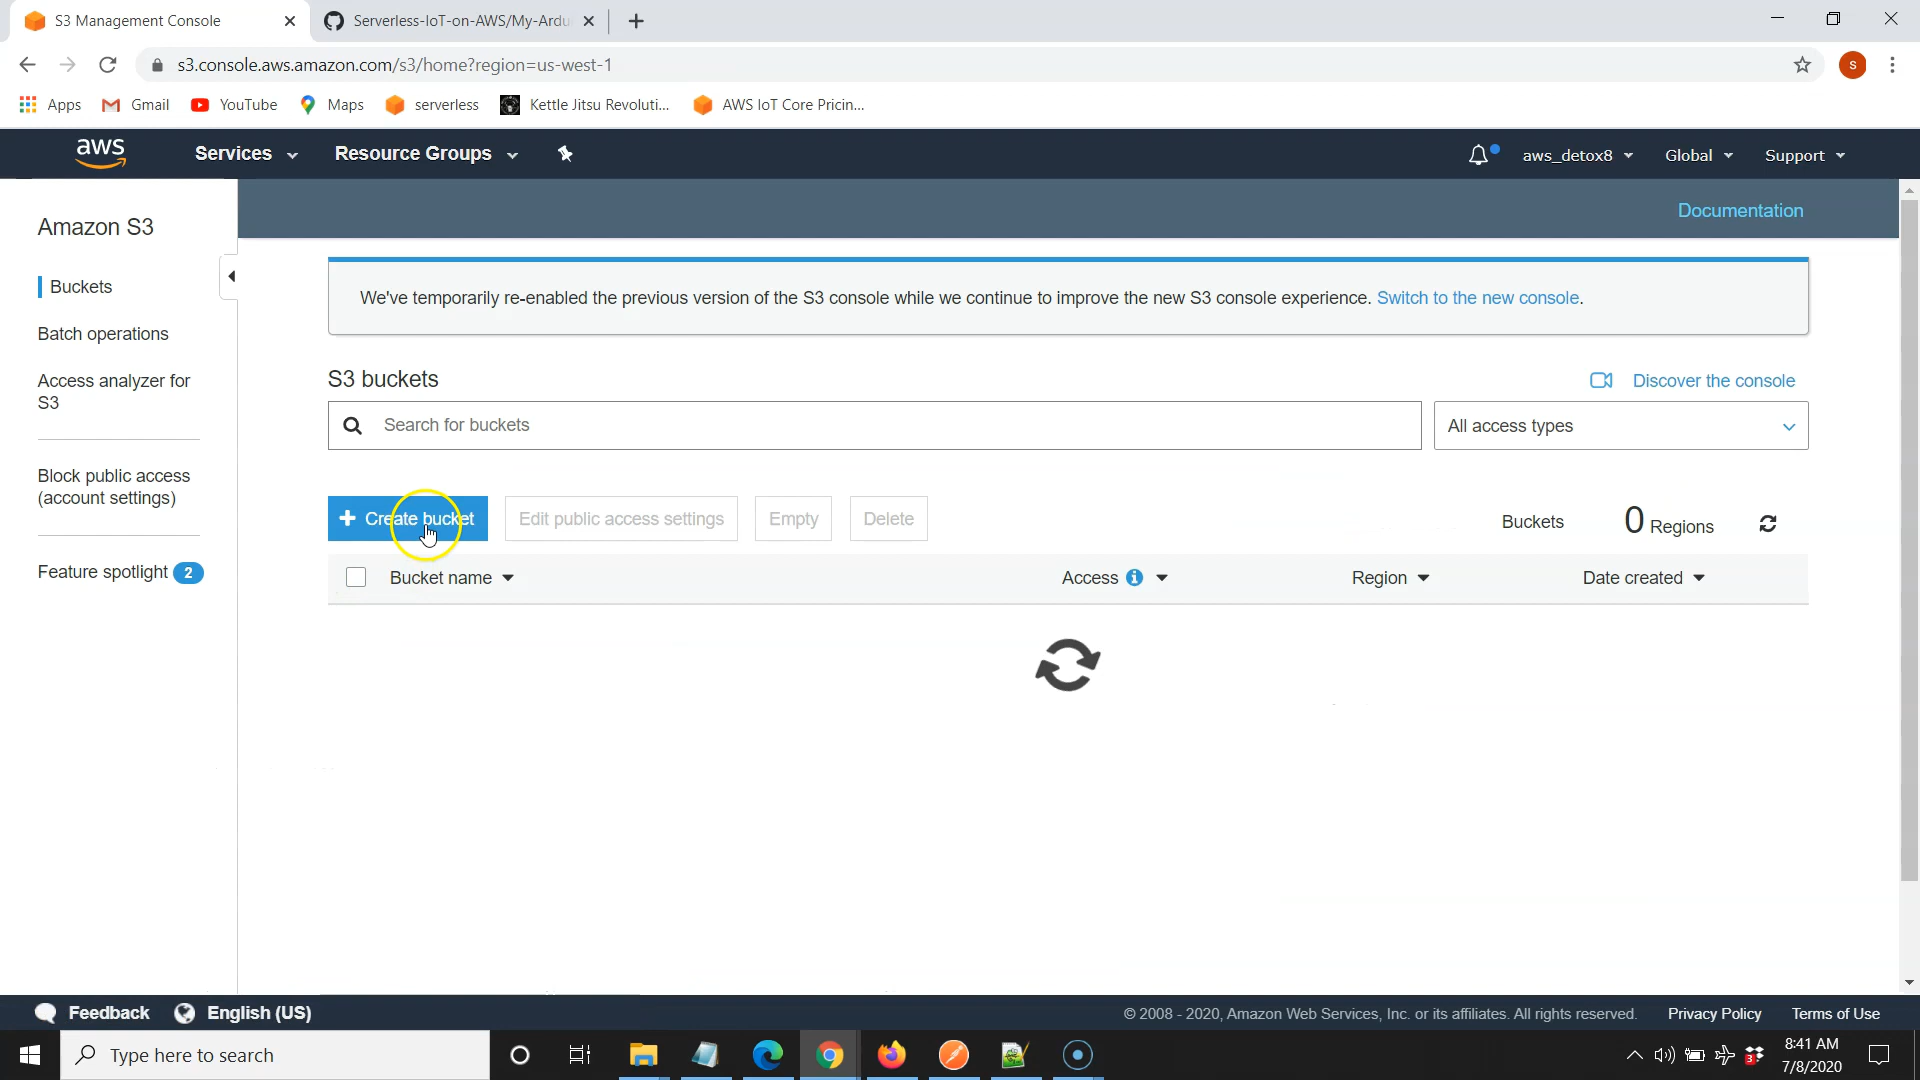 S3 Management Console
Serverless-IoT-on-AWS/My-Ardu
s3.console.aws.amazon.com/s3/home?region=us-west-1
S
Apps
Gmail
YouTube
Maps
serverless
Kettle Jitsu Revoluti...
AWS IoT Core Pricin...
aws
Services
Resource Groups
aws_detox8
Global
Support
Amazon S3
Documentation
Buckets
Batch operations
Access analyzer for
S3
Block public access
(account settings)
Feature spotlight 2
We've temporarily re-enabled the previous version of the S3 console while we continue to improve the new S3 console experience. Switch to the new console.
S3 buckets
Discover the console
Search for buckets
All access types
+ Create bucket
Edit public access settings
Empty
Delete
Buckets
0 Regions
Bucket name
Access
Region
Date created
Feedback
English (US)
© 2008 - 2020, Amazon Web Services, Inc. or its affiliates. All rights reserved.
Privacy Policy
Terms of Use
Type here to search
3
8:41 AM
7/8/2020